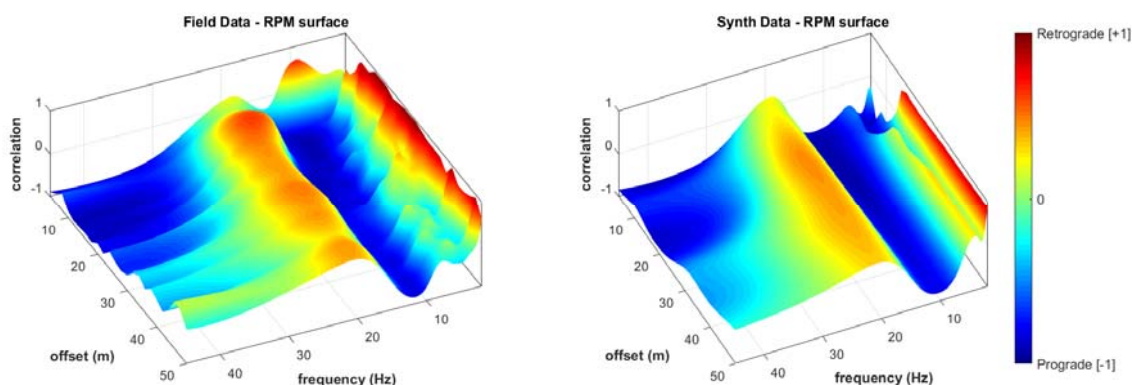 Field Data - RPM surface
1
0
-1
correlation
10
20
30
40
50
offset (m)
40
30
20
10
frequency (Hz)
Synth Data - RPM surface
1
0
-1
correlation
10
20
30
40
50
offset (m)
40
30
20
10
frequency (Hz)
Retrograde [+1]
0
Prograde [-1]